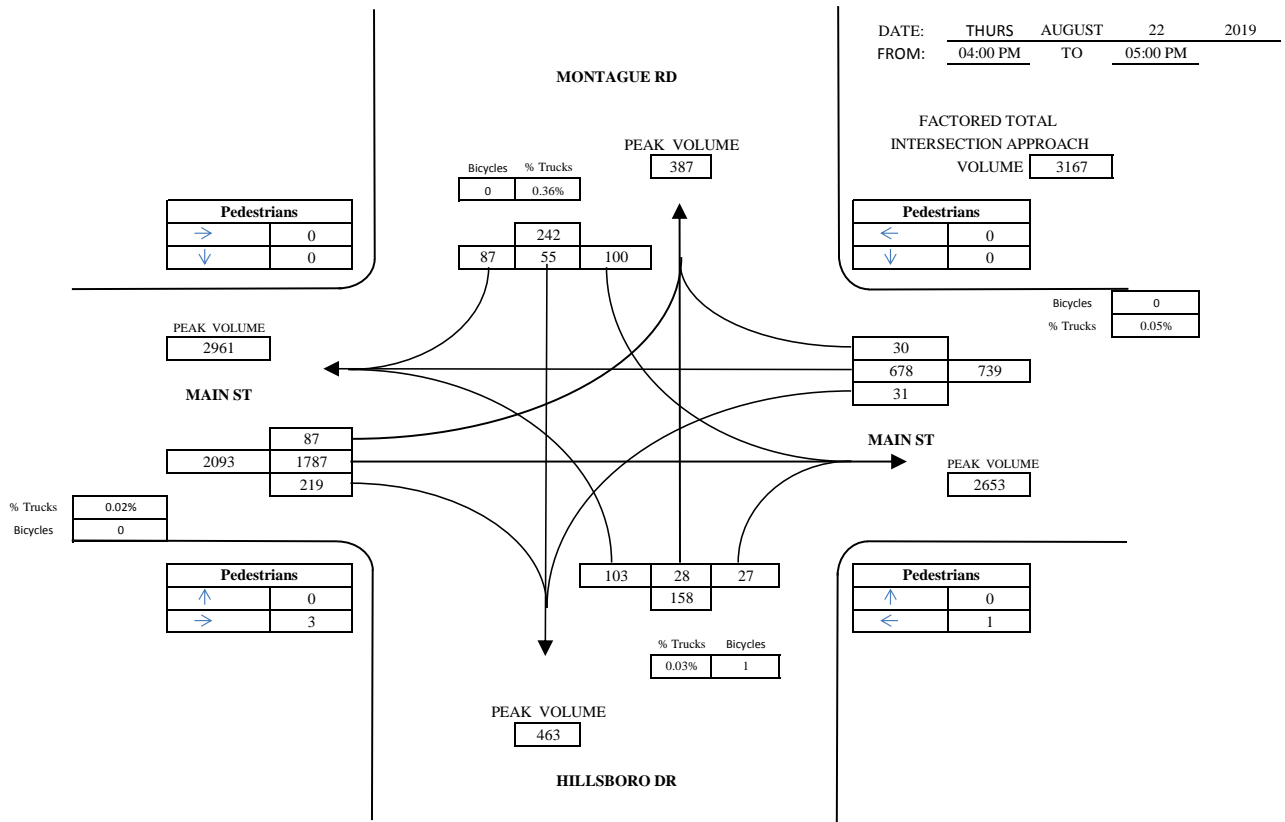 DATE: THURS AUGUST 22 2019
FROM: 04:00 PM TO 05:00 PM
MONTAGUE RD
FACTORED TOTAL
INTERSECTION APPROACH
VOLUME 3167
PEAK VOLUME
387
Bicycles % Trucks
0 0.36%
Pedestrians
→ 0
↓ 0
242
87 55 100
Pedestrians
← 0
↓ 0
Bicycles 0
% Trucks 0.05%
PEAK VOLUME
2961
MAIN ST
30
678 739
31
87
2093 1787
219
MAIN ST
PEAK VOLUME
2653
% Trucks 0.02%
Bicycles 0
Pedestrians
↑ 0
→ 3
103 28 27
158
Pedestrians
↑ 0
← 1
% Trucks Bicycles
0.03% 1
PEAK VOLUME
463
HILLSBORO DR